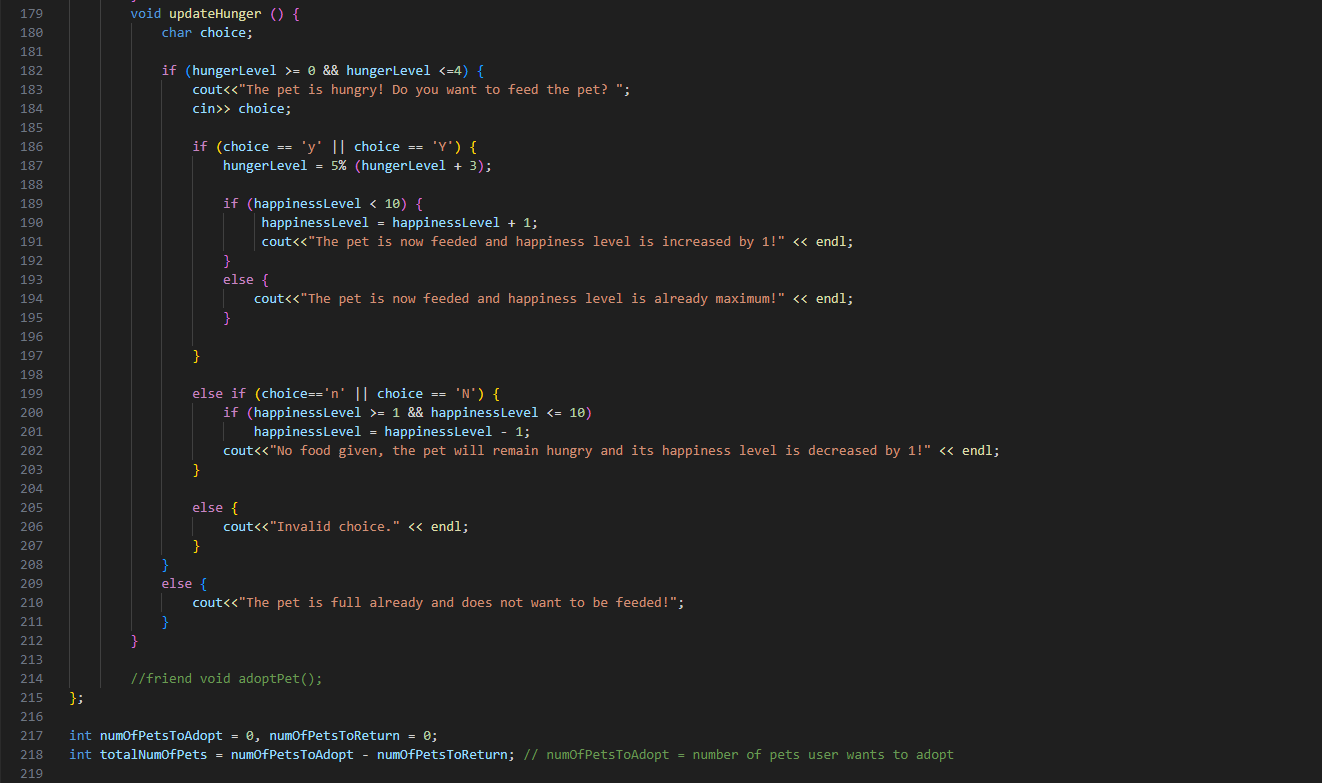 179 void updateHunger () {
180 char choice;
181
182 if (hungerLevel >= 0 && hungerLevel <=4) {
183 cout<<"The pet is hungry! Do you want to feed the pet? ";
184 cin>> choice;
185
186 if (choice == 'y' || choice == 'Y') {
187 hungerLevel = 5% (hungerLevel + 3);
188
189 if (happinessLevel < 10) {
190 happinessLevel = happinessLevel + 1;
191 cout<<"The pet is now feeded and happiness level is increased by 1!" << endl;
192 }
193 else {
194 cout<<"The pet is now feeded and happiness level is already maximum!" << endl;
195 }
196
197 }
198
199 else if (choice=='n' || choice == 'N') {
200 if (happinessLevel >= 1 && happinessLevel <= 10)
201 happinessLevel = happinessLevel - 1;
202 cout<<"No food given, the pet will remain hungry and its happiness level is decreased by 1!" << endl;
203 }
204
205 else {
206 cout<<"Invalid choice." << endl;
207 }
208 }
209 else {
210 cout<<"The pet is full already and does not want to be feeded!";
211 }
212 }
213
214 //friend void adoptPet();
215 };
216
217 int numOfPetsToAdopt = 0, numOfPetsToReturn = 0;
218 int totalNumOfPets = numOfPetsToAdopt - numOfPetsToReturn; // numOfPetsToAdopt = number of pets user wants to adopt
219